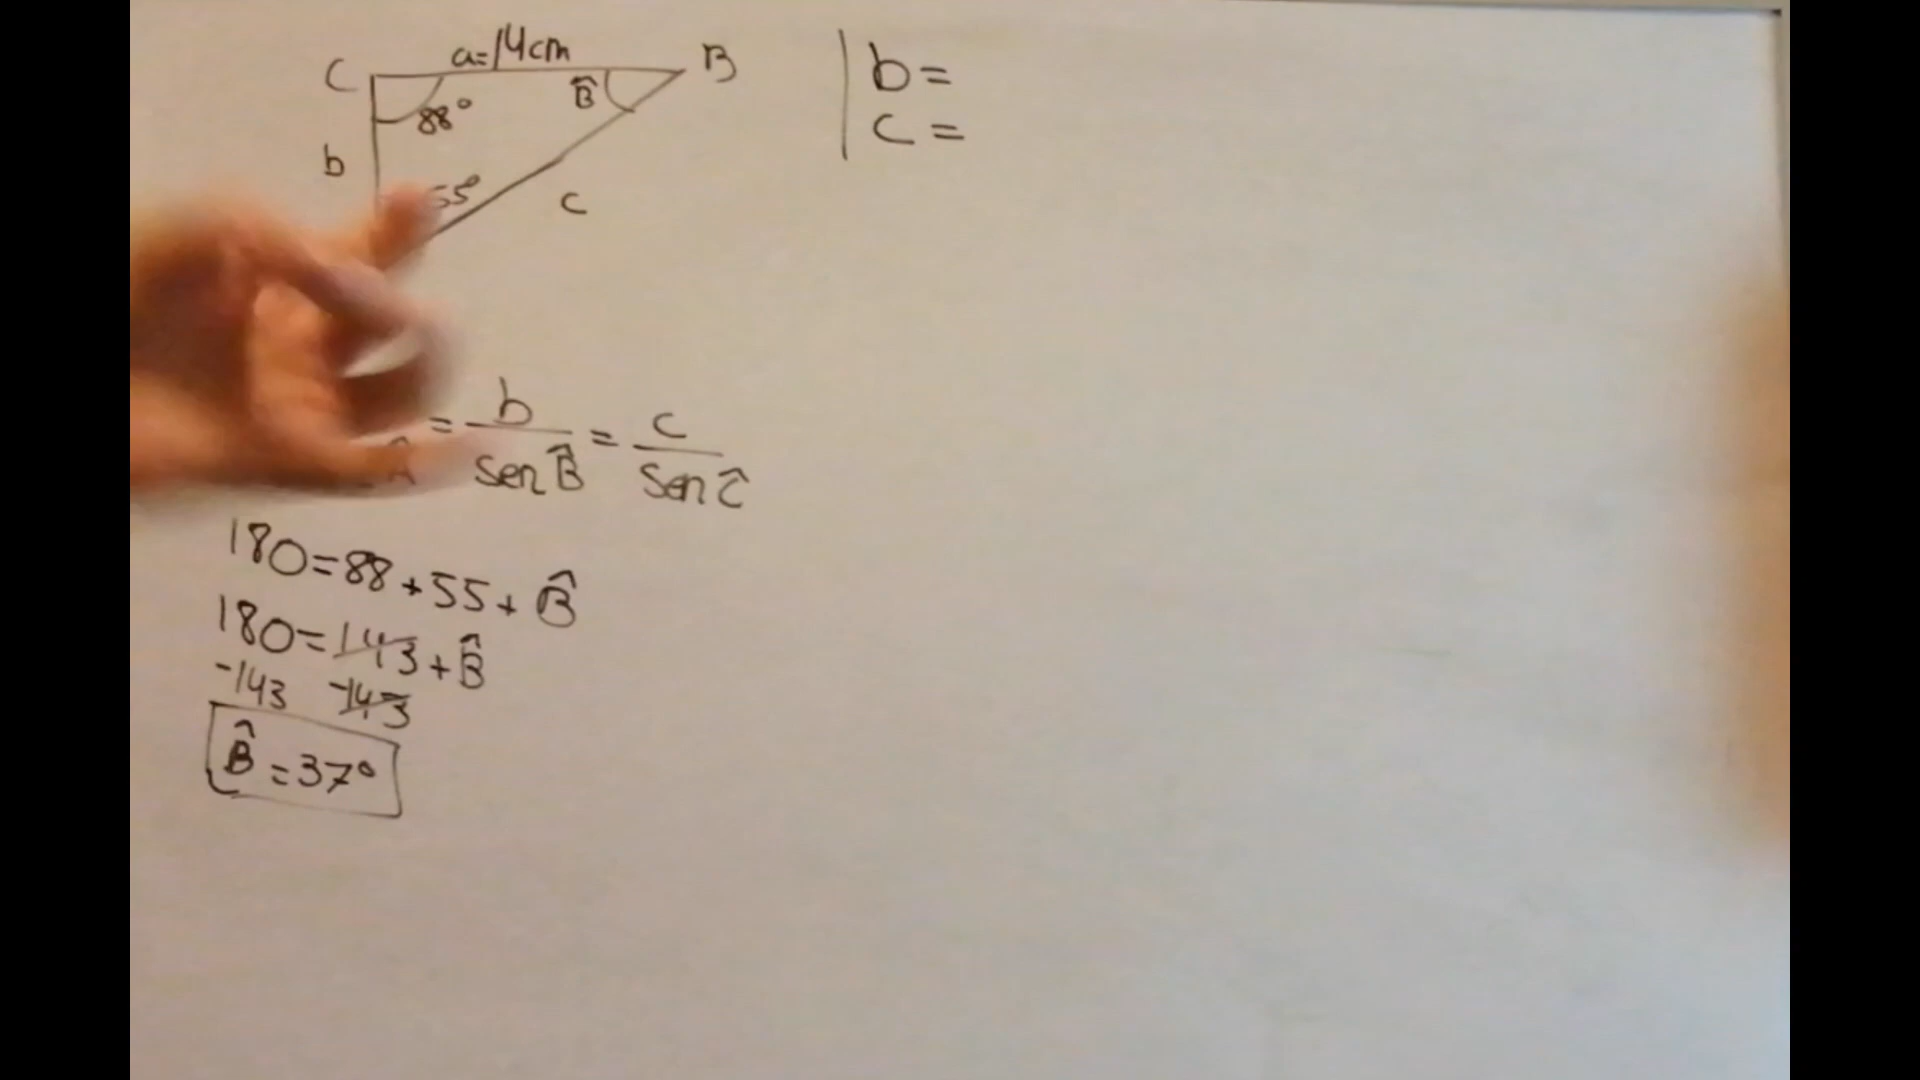 C a=14cm B
88° B̂
b 55° c
b=
c=
= b/sen B̂ = c/sen Ĉ
180=88+55+B̂
180=143+B̂
-143 -143
B̂=37°